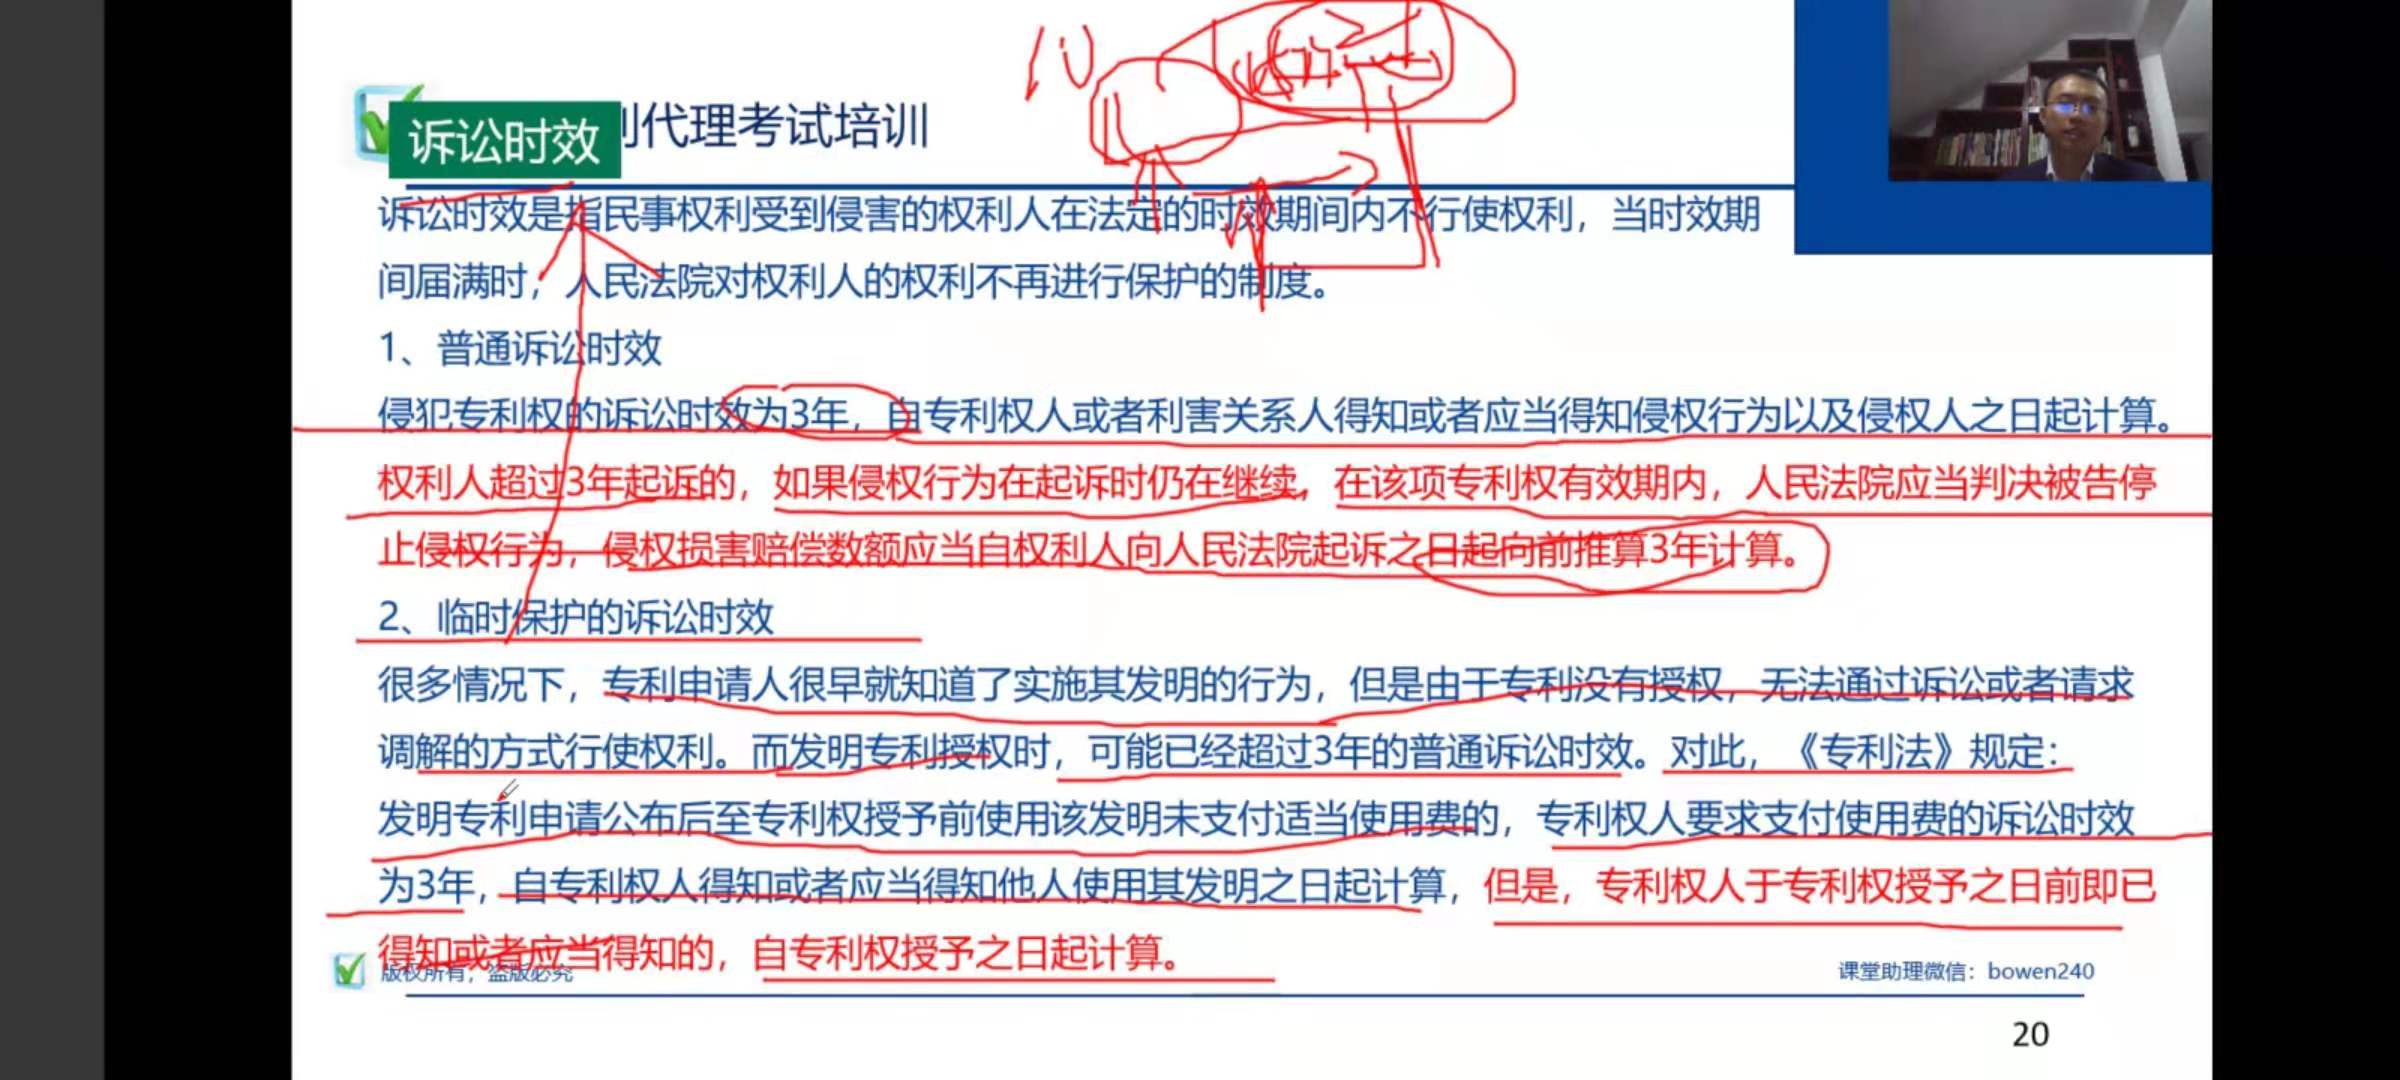 10
诉讼时效
代理考试培训
诉讼时效是指民事权利受到侵害的权利人在法定的时效期间内不行使权利，当时效期
间届满时，人民法院对权利人的权利不再进行保护的制度。
1、普通诉讼时效
侵犯专利权的诉讼时效为3年，自专利权人或者利害关系人得知或者应当得知侵权行为以及侵权人之日起计算。
权利人超过3年起诉的，如果侵权行为在起诉时仍在继续，在该项专利权有效期内，人民法院应当判决被告停
止侵权行为，侵权损害赔偿数额应当自权利人向人民法院起诉之日起向前推算3年计算。
2、临时保护的诉讼时效
很多情况下，专利申请人很早就知道了实施其发明的行为，但是由于专利没有授权，无法通过诉讼或者请求
调解的方式行使权利。而发明专利授权时，可能已经超过3年的普通诉讼时效。对此，《专利法》规定：
发明专利申请公布后至专利权授予前使用该发明未支付适当使用费的，专利权人要求支付使用费的诉讼时效
为3年，自专利权人得知或者应当得知他人使用其发明之日起计算，但是，专利权人于专利权授予之日前即已
得知或者应当得知的，自专利权授予之日起计算。
版权所有，盗版必究
课堂助理微信：bowen240
20